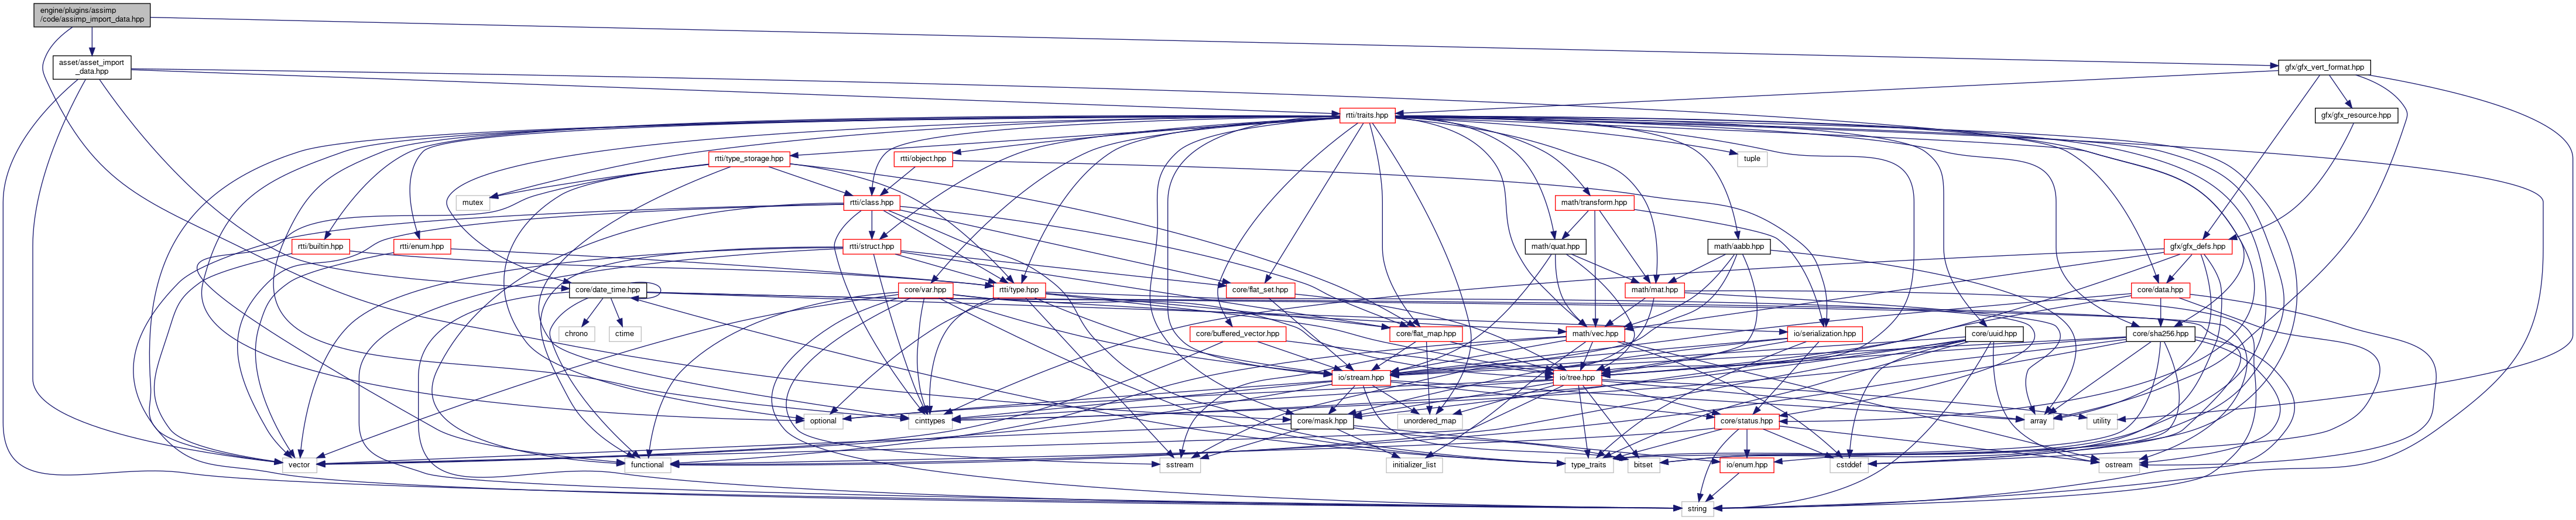 engine/plugins/assimp
/code/assimp_import_data.hpp
asset/asset_import
_data.hpp
gfx/gfx_vert_format.hpp
rtti/traits.hpp
gfx/gfx_resource.hpp
rtti/type_storage.hpp
rtti/object.hpp
tuple
mutex
rtti/class.hpp
math/transform.hpp
rtti/builtin.hpp
rtti/enum.hpp
rtti/struct.hpp
math/quat.hpp
math/aabb.hpp
gfx/gfx_defs.hpp
core/date_time.hpp
core/var.hpp
rtti/type.hpp
core/flat_set.hpp
math/mat.hpp
core/data.hpp
chrono
ctime
core/buffered_vector.hpp
core/flat_map.hpp
math/vec.hpp
io/serialization.hpp
core/uuid.hpp
core/sha256.hpp
io/stream.hpp
io/tree.hpp
optional
cinttypes
core/mask.hpp
unordered_map
core/status.hpp
array
utility
vector
functional
sstream
initializer_list
type_traits
bitset
io/enum.hpp
cstddef
ostream
string